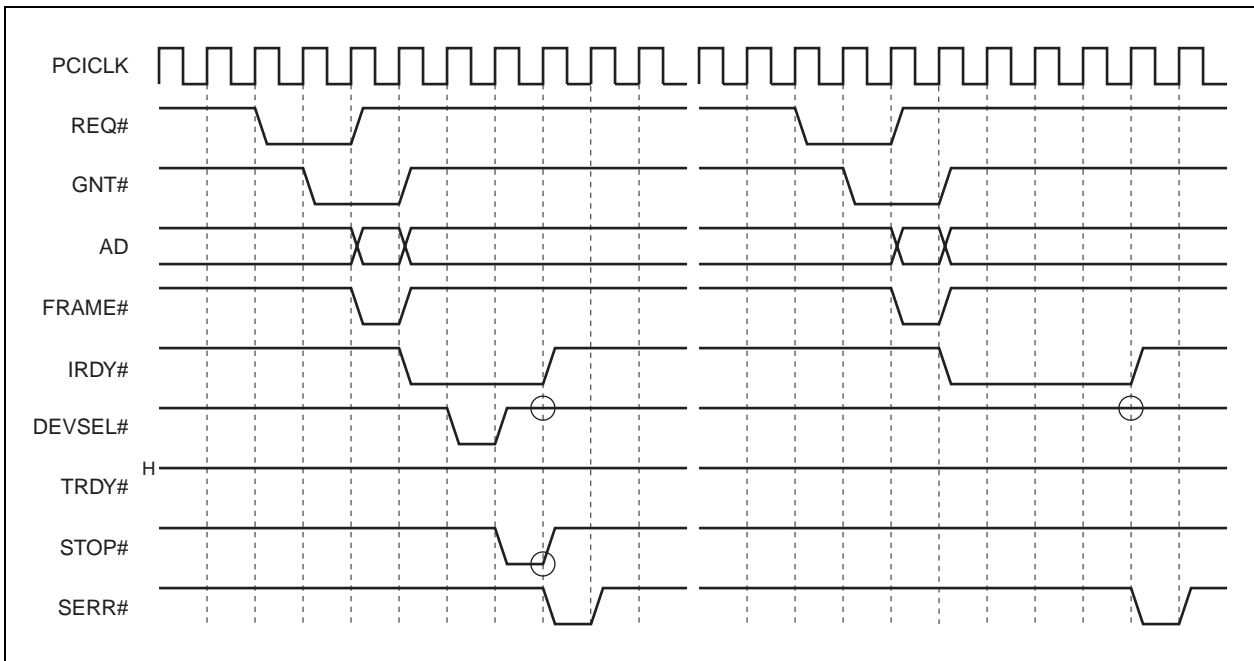 PCICLK
REQ#
GNT#
AD
FRAME#
IRDY#
DEVSEL#
H
TRDY#
STOP#
SERR#